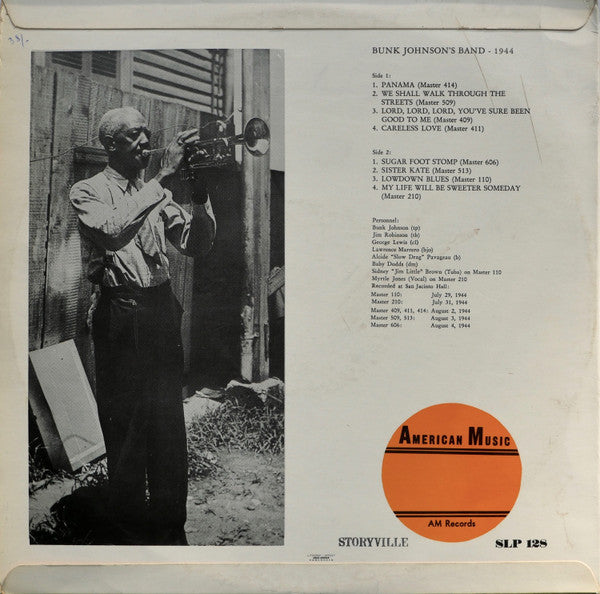 3s/-
BUNK JOHNSON'S BAND - 1944
Side 1:
1. PANAMA (Master 414)
2. WE SHALL WALK THROUGH THE
STREETS (Master 509)
3. LORD, LORD, LORD, YOU'VE SURE BEEN
GOOD TO ME (Master 409)
4. CARELESS LOVE (Master 411)
Side 2:
1. SUGAR FOOT STOMP (Master 606)
2. SISTER KATE (Master 513)
3. LOWDOWN BLUES (Master 110)
4. MY LIFE WILL BE SWEETER SOMEDAY
(Master 210)
Personnel:
Bunk Johnson (tp)
Jim Robinson (tb)
George Lewis (cl)
Lawrence Marrero (bjo)
Alcide "Slow Drag" Pavageau (b)
Baby Dodds (dm)
Sidney "Jim Little" Brown (Tuba) on Master 110
Myrtle Jones (Vocal) on Master 210
Recorded at San Jacinto Hall:
Master 110: July 29, 1944
Master 210: July 31, 1944
Master 409, 411, 414: August 2, 1944
Master 509, 513: August 3, 1944
Master 606: August 4, 1944
AMERICAN MUSIC
AM Records
STORYVILLE
SLP 128